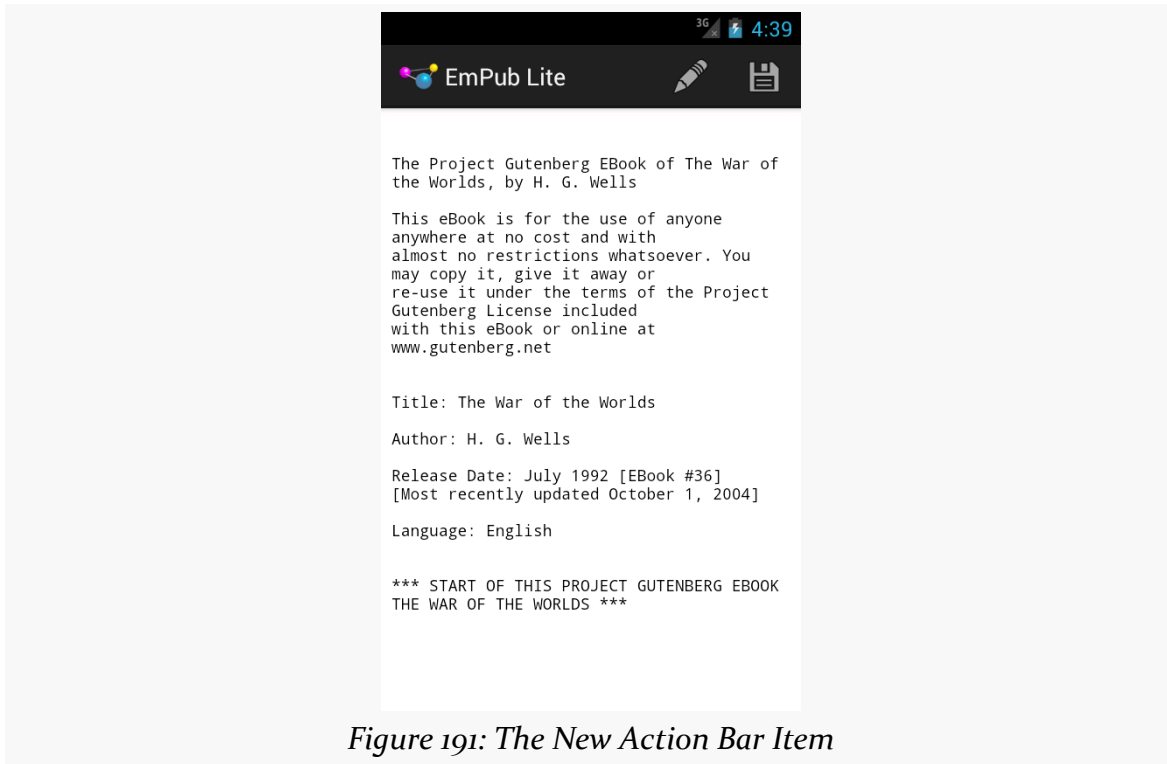 3G
4:39
EmPub Lite
The Project Gutenberg EBook of The War of
the Worlds, by H. G. Wells
This eBook is for the use of anyone
anywhere at no cost and with
almost no restrictions whatsoever. You
may copy it, give it away or
re-use it under the terms of the Project
Gutenberg License included
with this eBook or online at
www.gutenberg.net
Title: The War of the Worlds
Author: H. G. Wells
Release Date: July 1992 [EBook #36]
[Most recently updated October 1, 2004]
Language: English
*** START OF THIS PROJECT GUTENBERG EBOOK
THE WAR OF THE WORLDS ***
Figure 191: The New Action Bar Item